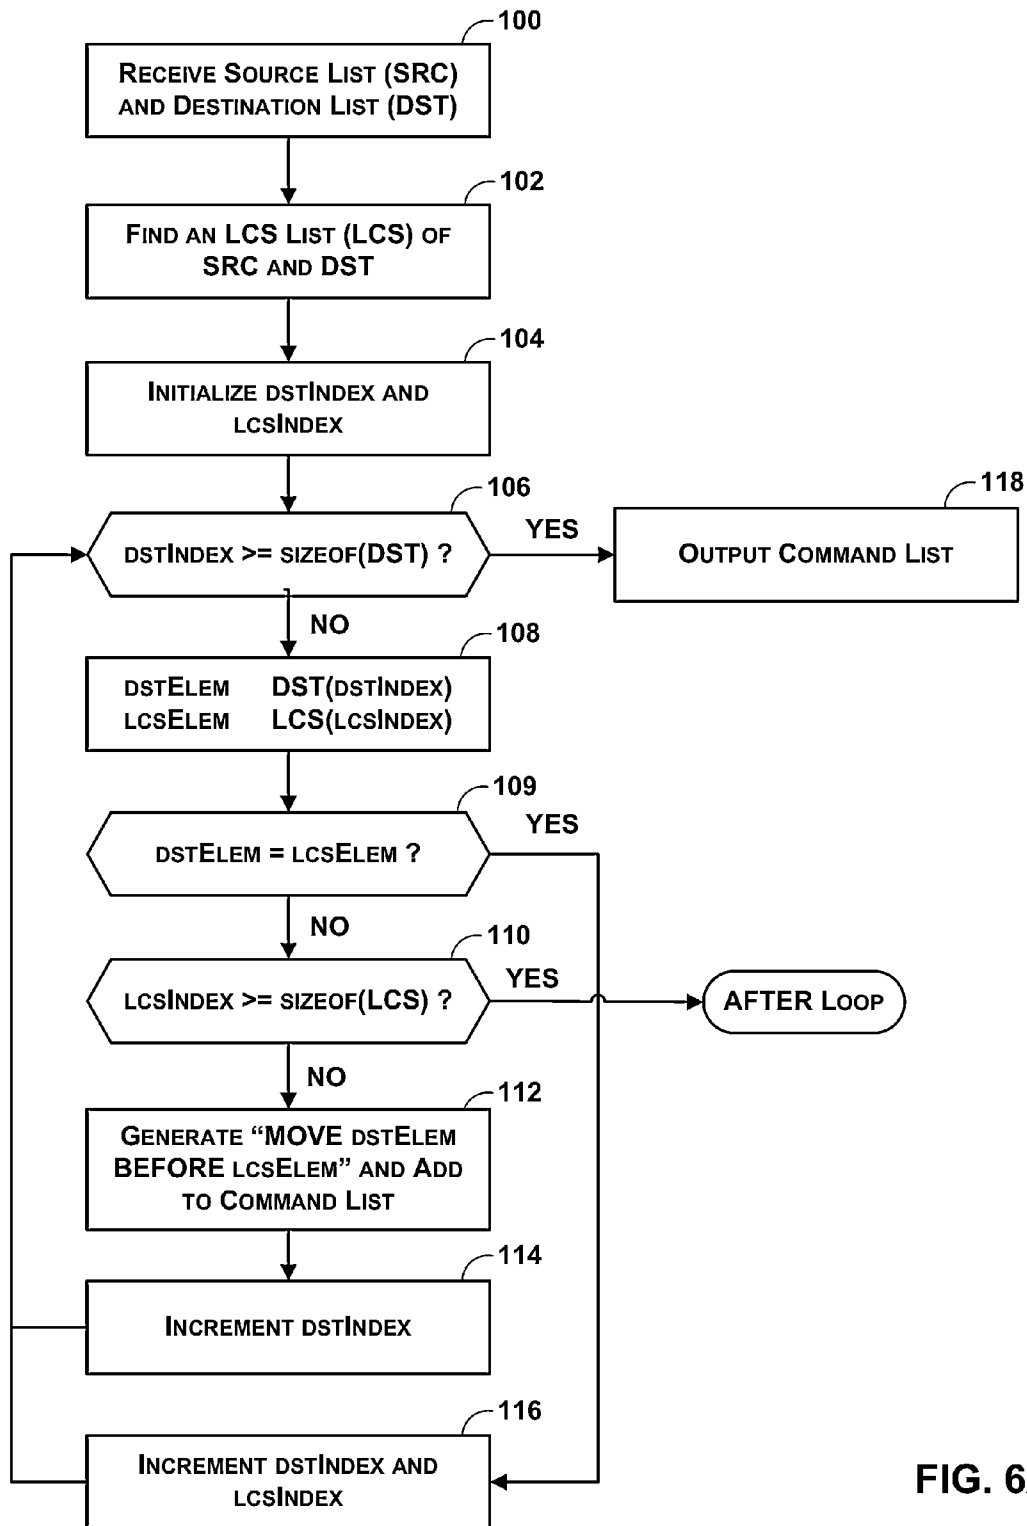 100
RECEIVE SOURCE LIST (SRC)
AND DESTINATION LIST (DST)
102
FIND AN LCS LIST (LCS) OF
SRC AND DST
104
INITIALIZE DSTINDEX AND
LCSINDEX
106
DSTINDEX >= SIZEOF(DST) ?
YES
118
OUTPUT COMMAND LIST
NO
108
DSTELEM DST(DSTINDEX)
LCSELEM LCS(LCSINDEX)
109
DSTELEM = LCSELEM ?
YES
NO
110
LCSINDEX >= SIZEOF(LCS) ?
YES
AFTER LOOP
NO
112
GENERATE “MOVE DSTELEM
BEFORE LCSELEM” AND ADD
TO COMMAND LIST
114
INCREMENT DSTINDEX
116
INCREMENT DSTINDEX AND
LCSINDEX
FIG. 6